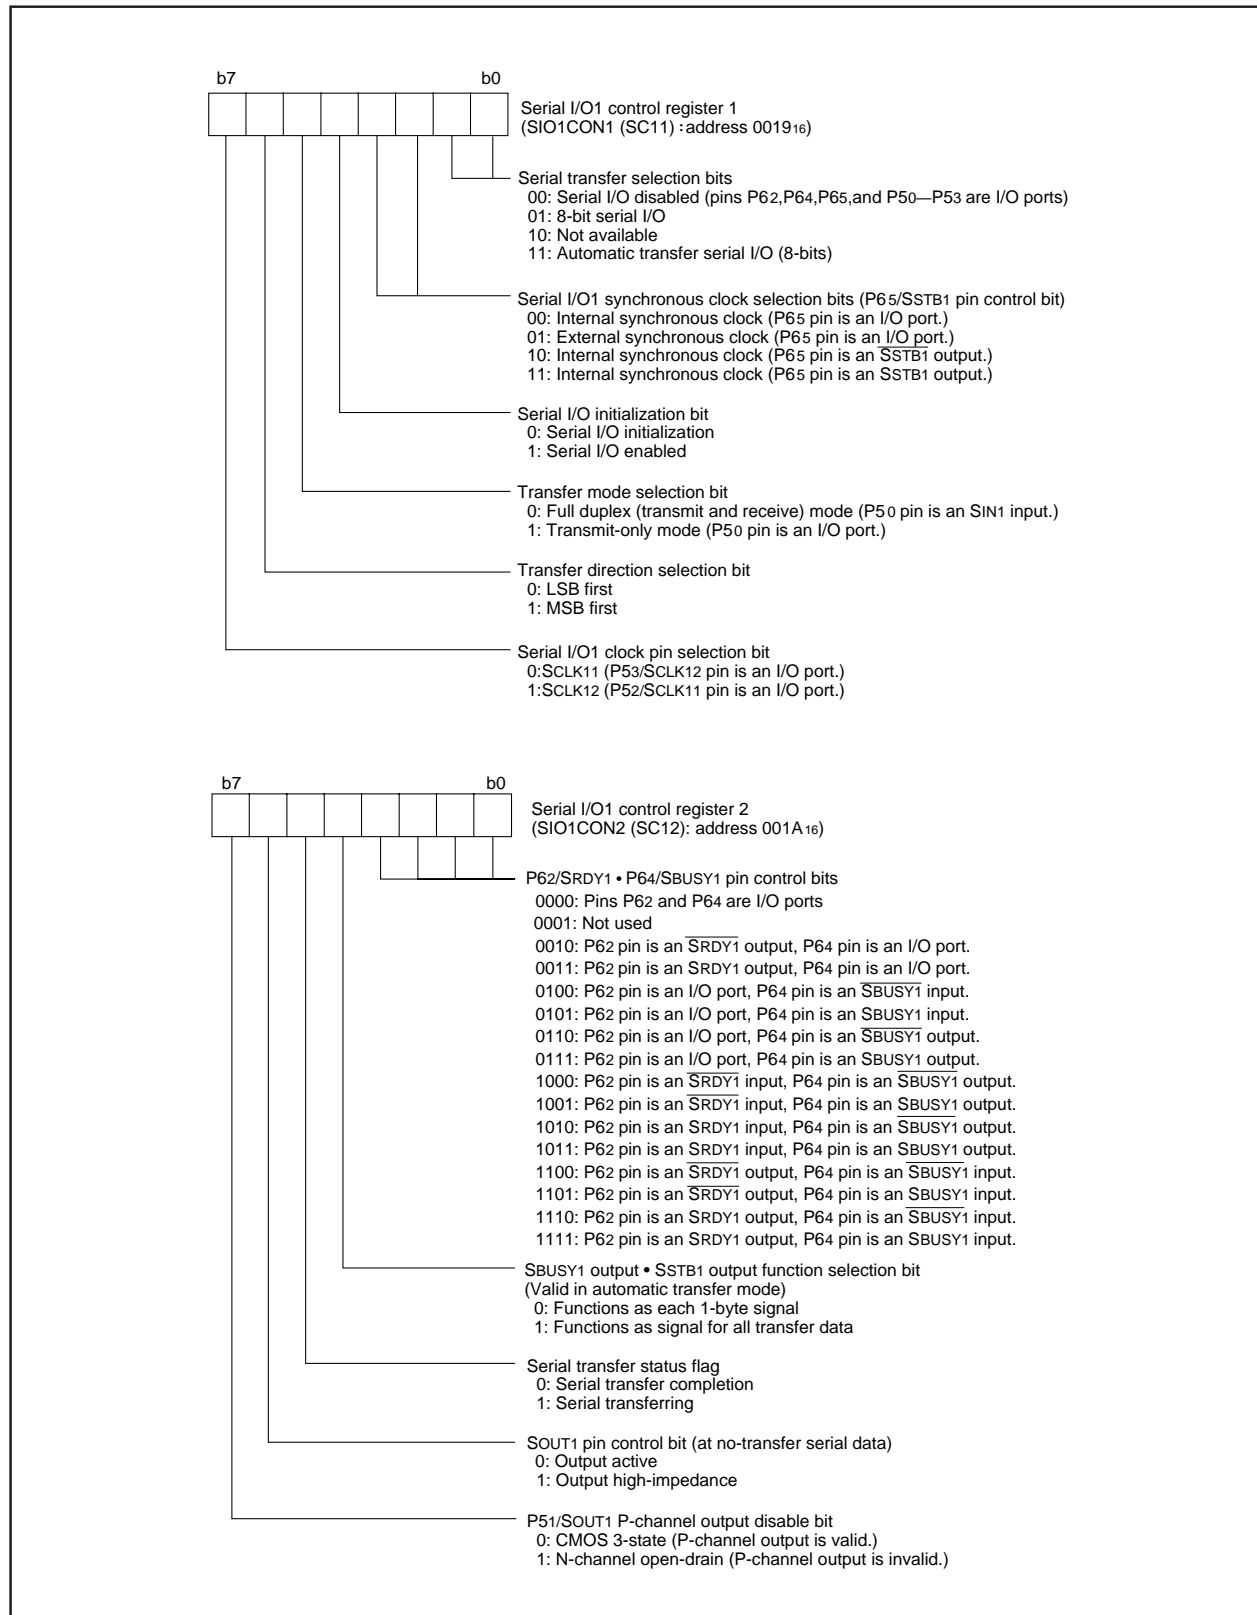 b7 b0
Serial I/O1 control register 1
(SIO1CON1 (SC11) : address 0019₁₆)
Serial transfer selection bits
00: Serial I/O disabled (pins P62,P64,P65,and P50—P53 are I/O ports)
01: 8-bit serial I/O
10: Not available
11: Automatic transfer serial I/O (8-bits)
Serial I/O1 synchronous clock selection bits (P65/SSTB1 pin control bit)
00: Internal synchronous clock (P65 pin is an I/O port.)
01: External synchronous clock (P65 pin is an I/O port.)
10: Internal synchronous clock (P65 pin is an S̅S̅T̅B̅1̅ output.)
11: Internal synchronous clock (P65 pin is an SSTB1 output.)
Serial I/O initialization bit
0: Serial I/O initialization
1: Serial I/O enabled
Transfer mode selection bit
0: Full duplex (transmit and receive) mode (P50 pin is an SIN1 input.)
1: Transmit-only mode (P50 pin is an I/O port.)
Transfer direction selection bit
0: LSB first
1: MSB first
Serial I/O1 clock pin selection bit
0:SCLK11 (P53/SCLK12 pin is an I/O port.)
1:SCLK12 (P52/SCLK11 pin is an I/O port.)
b7 b0
Serial I/O1 control register 2
(SIO1CON2 (SC12): address 001A₁₆)
P62/SRDY1 • P64/SBUSY1 pin control bits
0000: Pins P62 and P64 are I/O ports
0001: Not used
0010: P62 pin is an S̅R̅D̅Y̅1̅ output, P64 pin is an I/O port.
0011: P62 pin is an SRDY1 output, P64 pin is an I/O port.
0100: P62 pin is an I/O port, P64 pin is an S̅B̅U̅S̅Y̅1̅ input.
0101: P62 pin is an I/O port, P64 pin is an SBUSY1 input.
0110: P62 pin is an I/O port, P64 pin is an S̅B̅U̅S̅Y̅1̅ output.
0111: P62 pin is an I/O port, P64 pin is an SBUSY1 output.
1000: P62 pin is an S̅R̅D̅Y̅1̅ input, P64 pin is an S̅B̅U̅S̅Y̅1̅ output.
1001: P62 pin is an S̅R̅D̅Y̅1̅ input, P64 pin is an SBUSY1 output.
1010: P62 pin is an SRDY1 input, P64 pin is an S̅B̅U̅S̅Y̅1̅ output.
1011: P62 pin is an SRDY1 input, P64 pin is an SBUSY1 output.
1100: P62 pin is an S̅R̅D̅Y̅1̅ output, P64 pin is an S̅B̅U̅S̅Y̅1̅ input.
1101: P62 pin is an S̅R̅D̅Y̅1̅ output, P64 pin is an SBUSY1 input.
1110: P62 pin is an SRDY1 output, P64 pin is an S̅B̅U̅S̅Y̅1̅ input.
1111: P62 pin is an SRDY1 output, P64 pin is an SBUSY1 input.
SBUSY1 output • SSTB1 output function selection bit
(Valid in automatic transfer mode)
0: Functions as each 1-byte signal
1: Functions as signal for all transfer data
Serial transfer status flag
0: Serial transfer completion
1: Serial transferring
SOUT1 pin control bit (at no-transfer serial data)
0: Output active
1: Output high-impedance
P51/SOUT1 P-channel output disable bit
0: CMOS 3-state (P-channel output is valid.)
1: N-channel open-drain (P-channel output is invalid.)